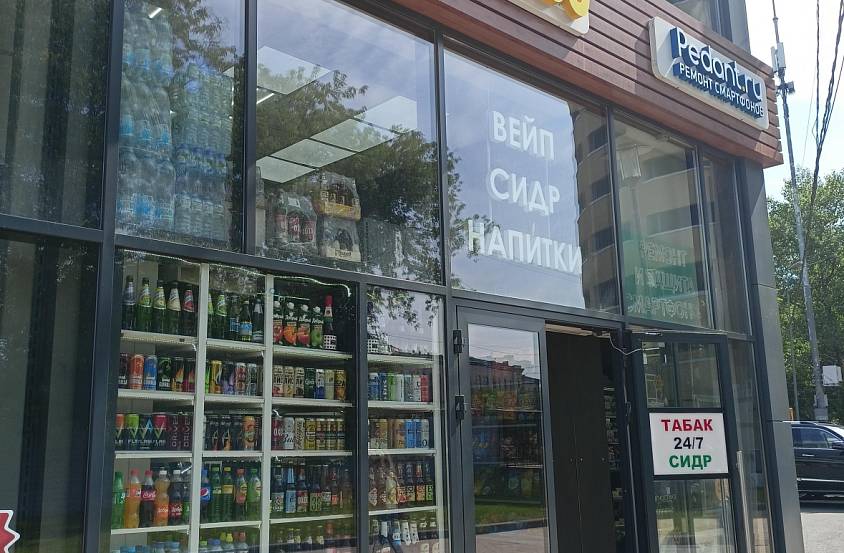 Pedant.ru
РЕМОНТ СМАРТФОНОВ
ВЕЙП
СИДР
НАПИТКИ
ТАБАК
24/7
СИДР